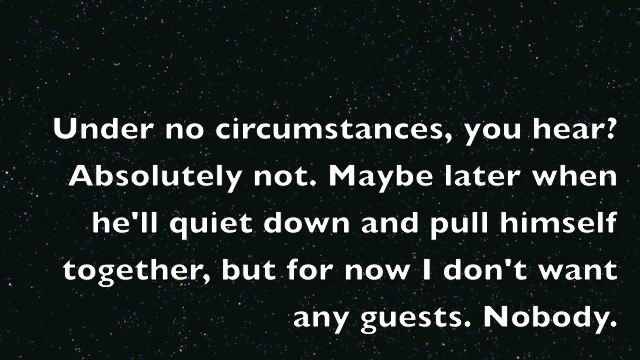 Under no circumstances, you hear?
Absolutely not. Maybe later when
he'll quiet down and pull himself
together, but for now I don't want
any guests. Nobody.